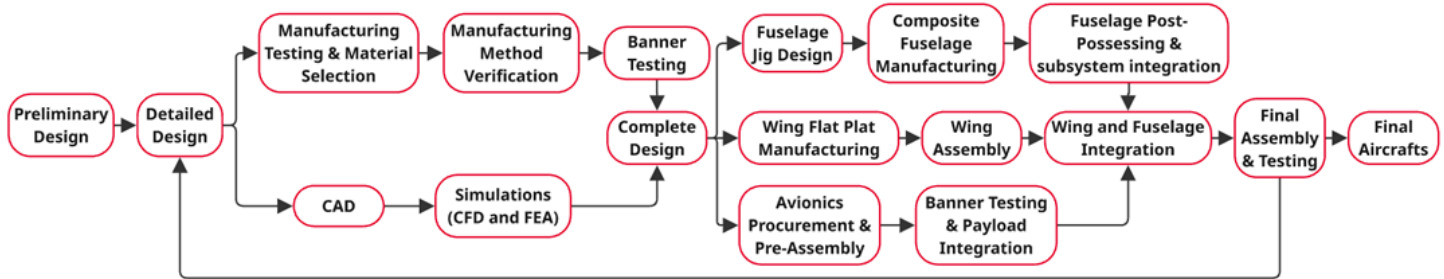 Preliminary
Design
Detailed
Design
Manufacturing
Testing & Material
Selection
Manufacturing
Method
Verification
Banner
Testing
CAD
Simulations
(CFD and FEA)
Complete
Design
Fuselage
Jig Design
Composite
Fuselage
Manufacturing
Fuselage Post-
Possessing &
subsystem integration
Wing Flat Plat
Manufacturing
Wing
Assembly
Wing and Fuselage
Integration
Avionics
Procurement &
Pre-Assembly
Banner Testing
& Payload
Integration
Final
Assembly
& Testing
Final
Aircrafts